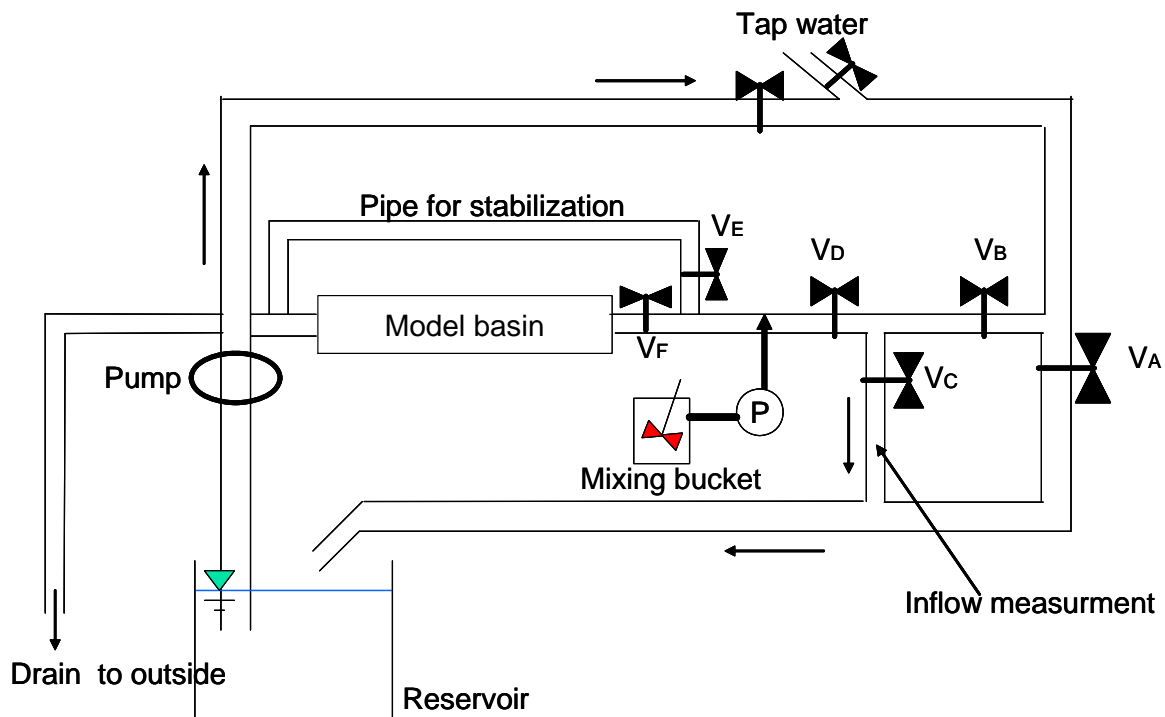 Tap water
Pipe for stabilization
VE
VD
VB
Model basin
VF
VA
Pump
VC
P
Mixing bucket
Inflow measurment
Drain  to outside
Reservoir